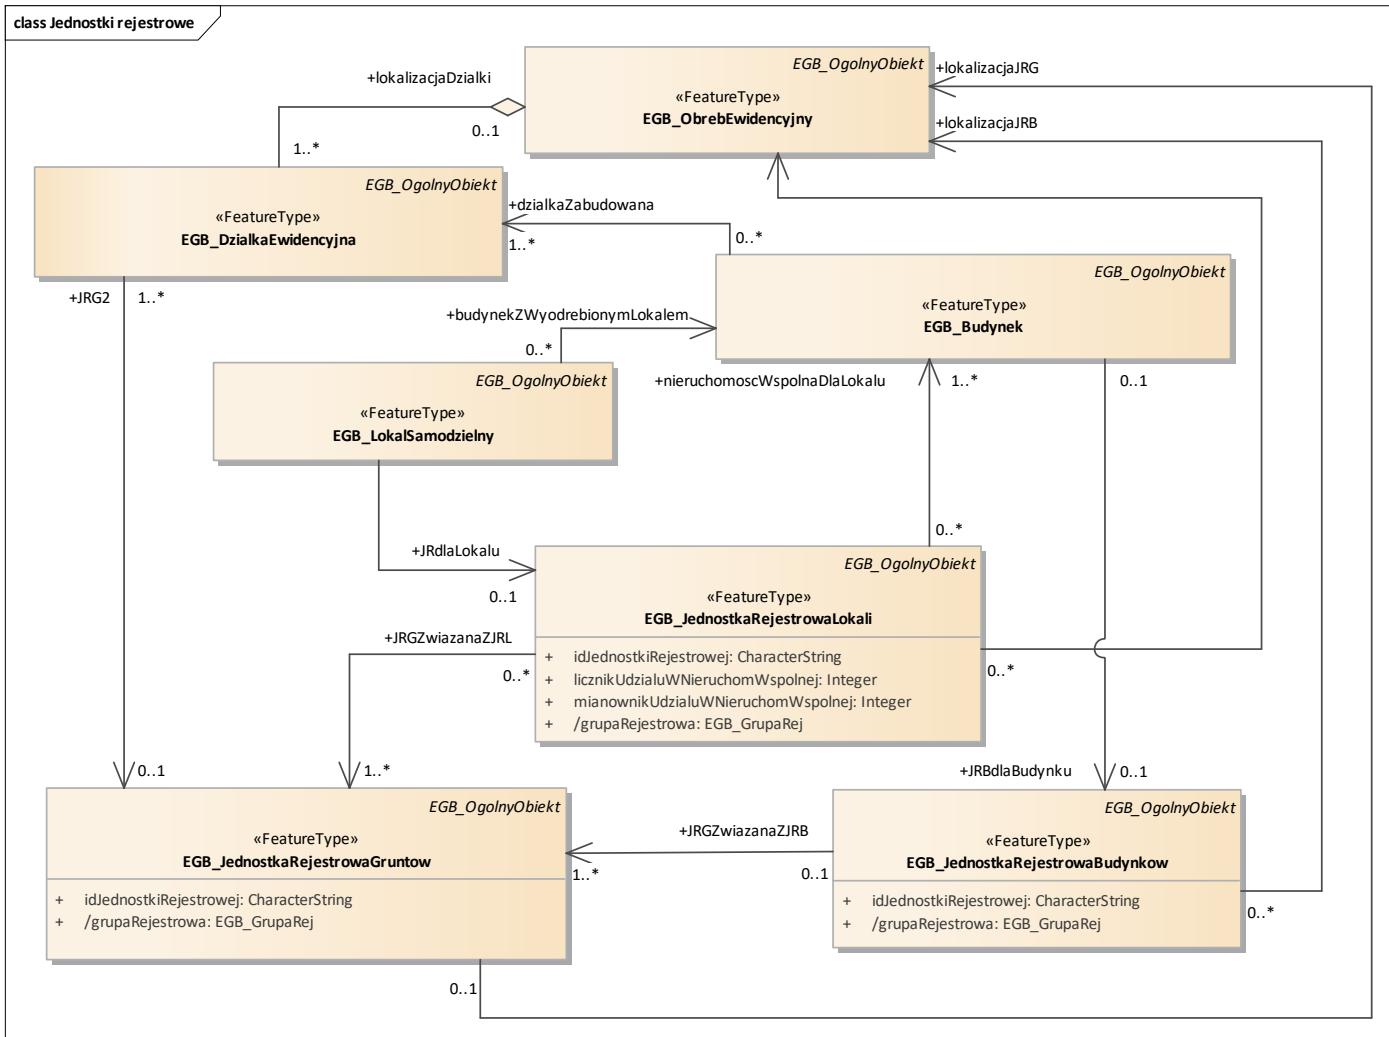 class Jednostki rejestrowe
EGB_OgolnyObiekt
«FeatureType»
EGB_ObrebEwidencyjny
+lokalizacjaJRG
+lokalizacjaJRB
+lokalizacjaDzialki
0..1
1..*
EGB_OgolnyObiekt
«FeatureType»
EGB_DzialkaEwidencyjna
+dzialkaZabudowana
1..*
0..*
EGB_OgolnyObiekt
«FeatureType»
EGB_Budynek
+JRG2
1..*
+budynekZWyodrebionymLokalem
0..*
EGB_OgolnyObiekt
«FeatureType»
EGB_LokalSamodzielny
+nieruchomoscWspolnaDlaLokalu
1..*
0..1
0..*
+JRdlaLokalu
0..1
EGB_OgolnyObiekt
«FeatureType»
EGB_JednostkaRejestrowaLokali
+ idJednostkiRejestrowej: CharacterString
+ licznikUdzialuWNieruchomWspolnej: Integer
+ mianownikUdzialuWNieruchomWspolnej: Integer
+ /grupaRejestrowa: EGB_GrupaRej
+JRGZwiazanaZJRL
0..*
0..*
0..1
1..*
+JRBdlaBudynku
0..1
EGB_OgolnyObiekt
«FeatureType»
EGB_JednostkaRejestrowaGruntow
+ idJednostkiRejestrowej: CharacterString
+ /grupaRejestrowa: EGB_GrupaRej
+JRGZwiazanaZJRB
1..*
0..1
EGB_OgolnyObiekt
«FeatureType»
EGB_JednostkaRejestrowaBudynkow
+ idJednostkiRejestrowej: CharacterString
+ /grupaRejestrowa: EGB_GrupaRej
0..*
0..1